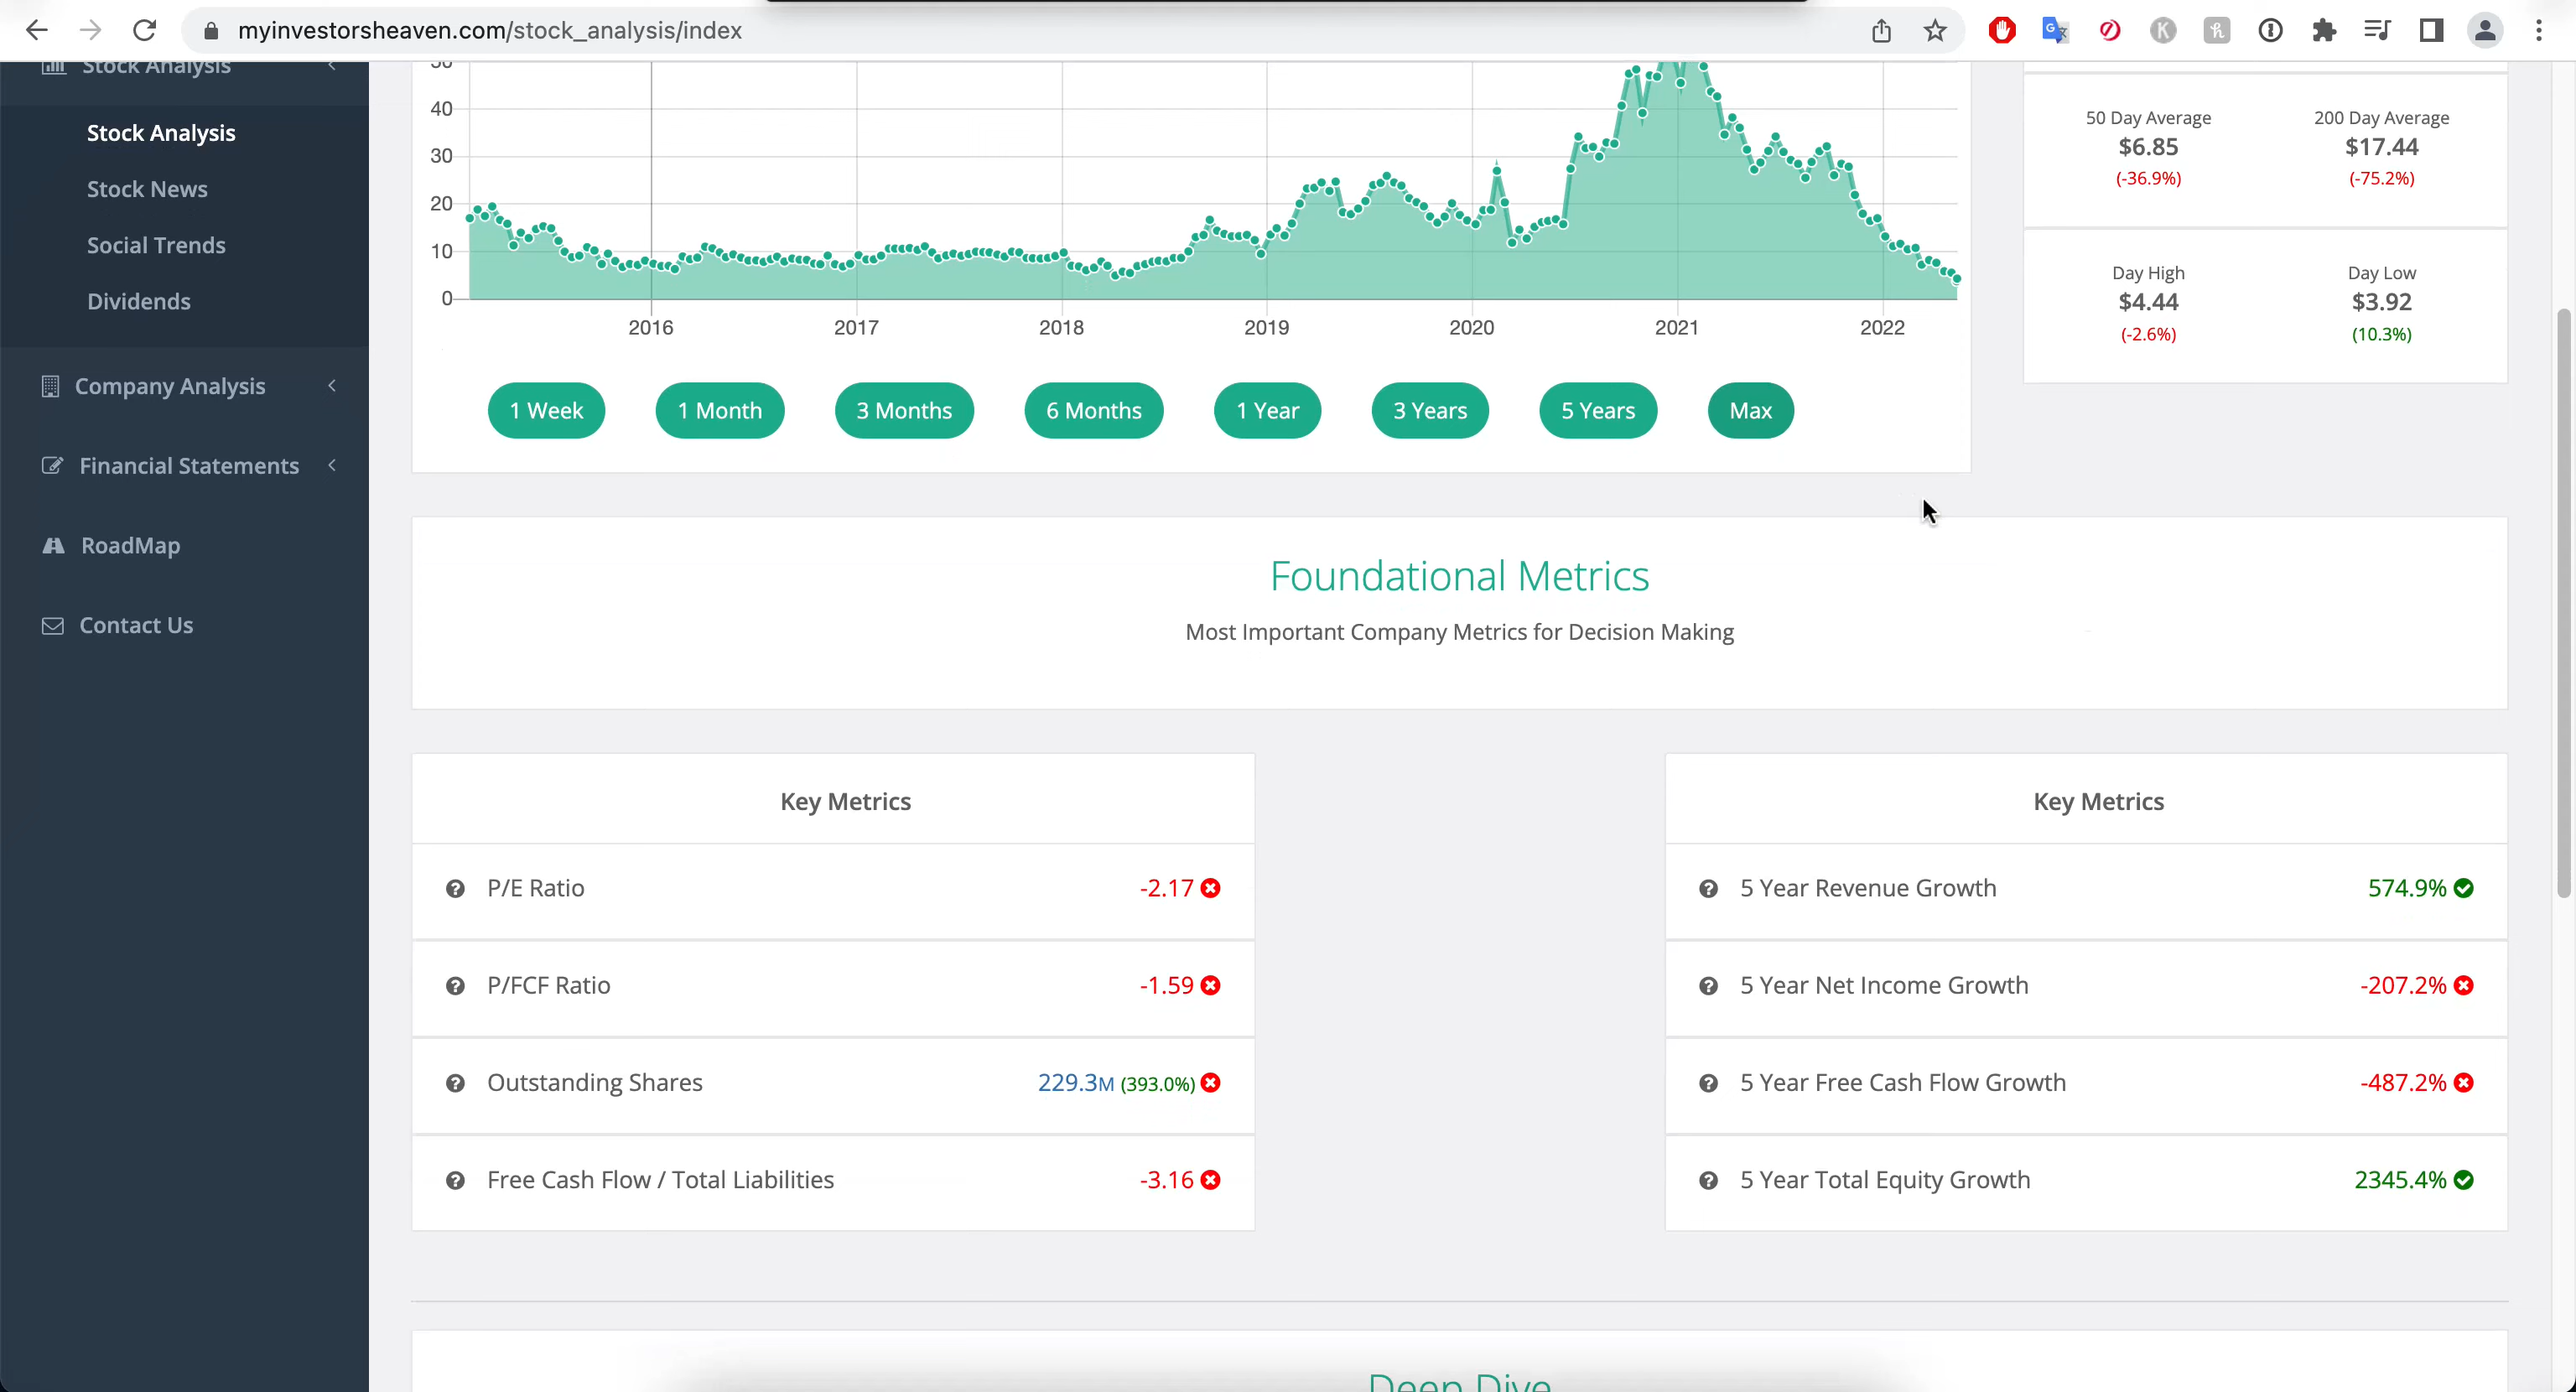 myinvestorsheaven.com/stock_analysis/index
Stock Analysis
Stock Analysis
Stock News
Social Trends
Dividends
Company Analysis
Financial Statements
RoadMap
Contact Us
50
40
30
20
10
0
2016 2017 2018 2019 2020 2021 2022
1 Week 1 Month 3 Months 6 Months 1 Year 3 Years 5 Years Max
50 Day Average 200 Day Average
$6.85 $17.44
(-36.9%) (-75.2%)
Day High Day Low
$4.44 $3.92
(-2.6%) (10.3%)
Foundational Metrics
Most Important Company Metrics for Decision Making
Key Metrics
P/E Ratio -2.17
P/FCF Ratio -1.59
Outstanding Shares 229.3M (393.0%)
Free Cash Flow / Total Liabilities -3.16
Key Metrics
5 Year Revenue Growth 574.9%
5 Year Net Income Growth -207.2%
5 Year Free Cash Flow Growth -487.2%
5 Year Total Equity Growth 2345.4%
Deep Dive